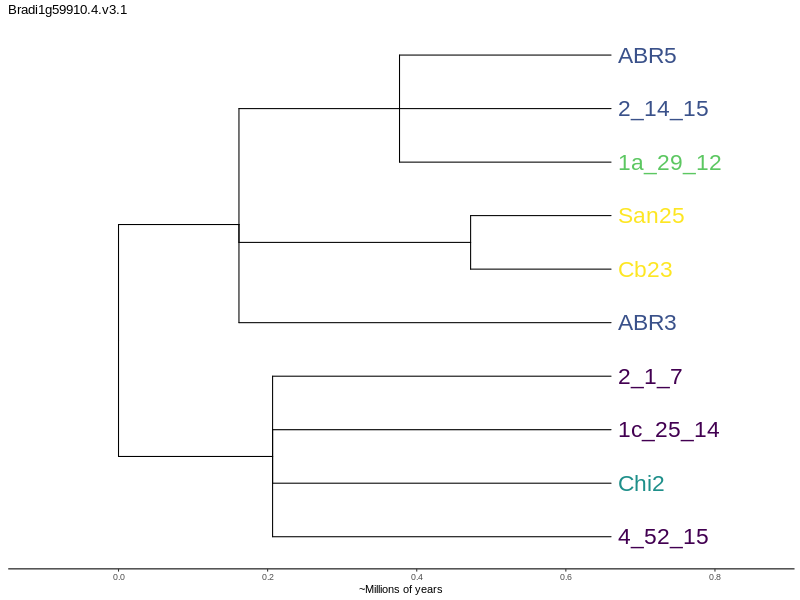 Bradi1g59910.4.v3.1
ABR5
2_14_15
1a_29_12
San25
Cb23
ABR3
2_1_7
1c_25_14
Chi2
4_52_15
0.0 0.2 0.4 0.6 0.8
~Millions of years